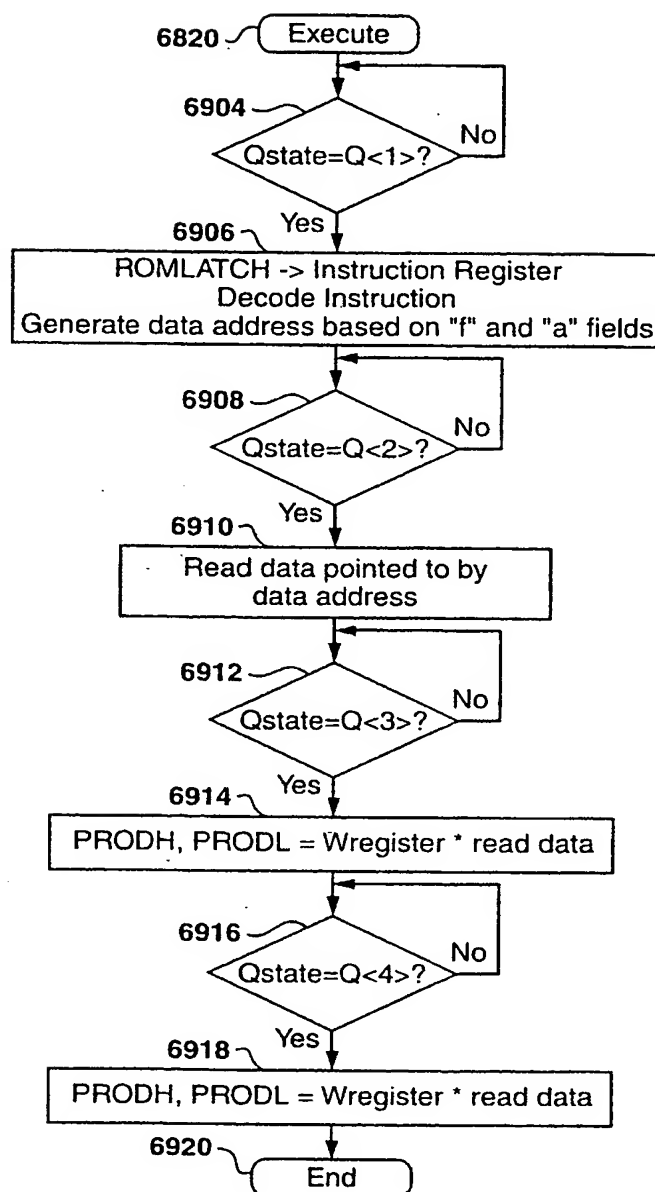 6820
Execute
6904
Qstate=Q<1>?
No
Yes
6906
ROMLATCH -> Instruction Register
Decode Instruction
Generate data address based on "f" and "a" fields
6908
Qstate=Q<2>?
No
Yes
6910
Read data pointed to by
data address
6912
Qstate=Q<3>?
No
Yes
6914
PRODH, PRODL = Wregister * read data
6916
Qstate=Q<4>?
No
Yes
6918
PRODH, PRODL = Wregister * read data
6920
End